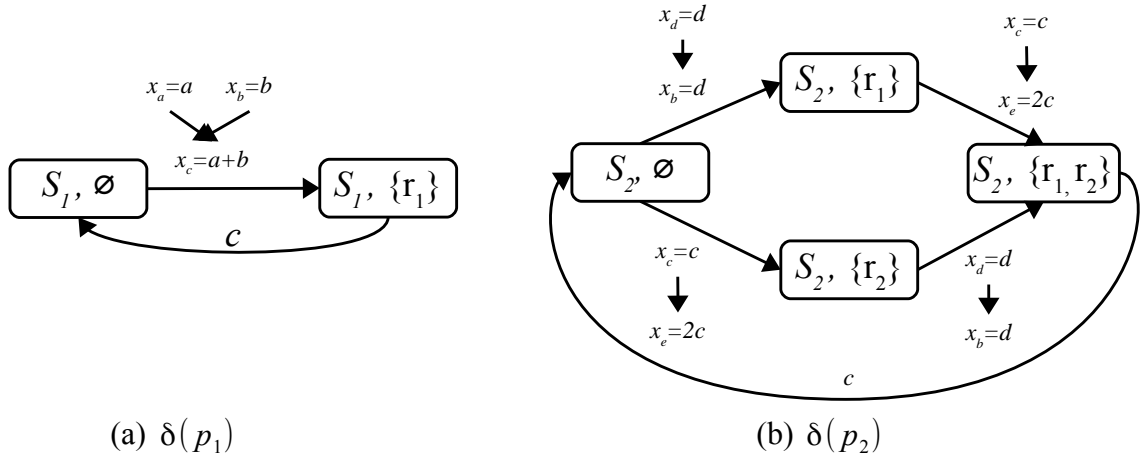 x_a=a x_b=b
x_c=a+b
S_1, ∅
S_1, {r_1}
c
(a) δ(p_1)
x_d=d
x_b=d
x_c=c
x_e=2c
S_2, {r_1}
S_2, ∅
S_2, {r_1, r_2}
S_2, {r_2}
x_c=c
x_e=2c
x_d=d
x_b=d
c
(b) δ(p_2)